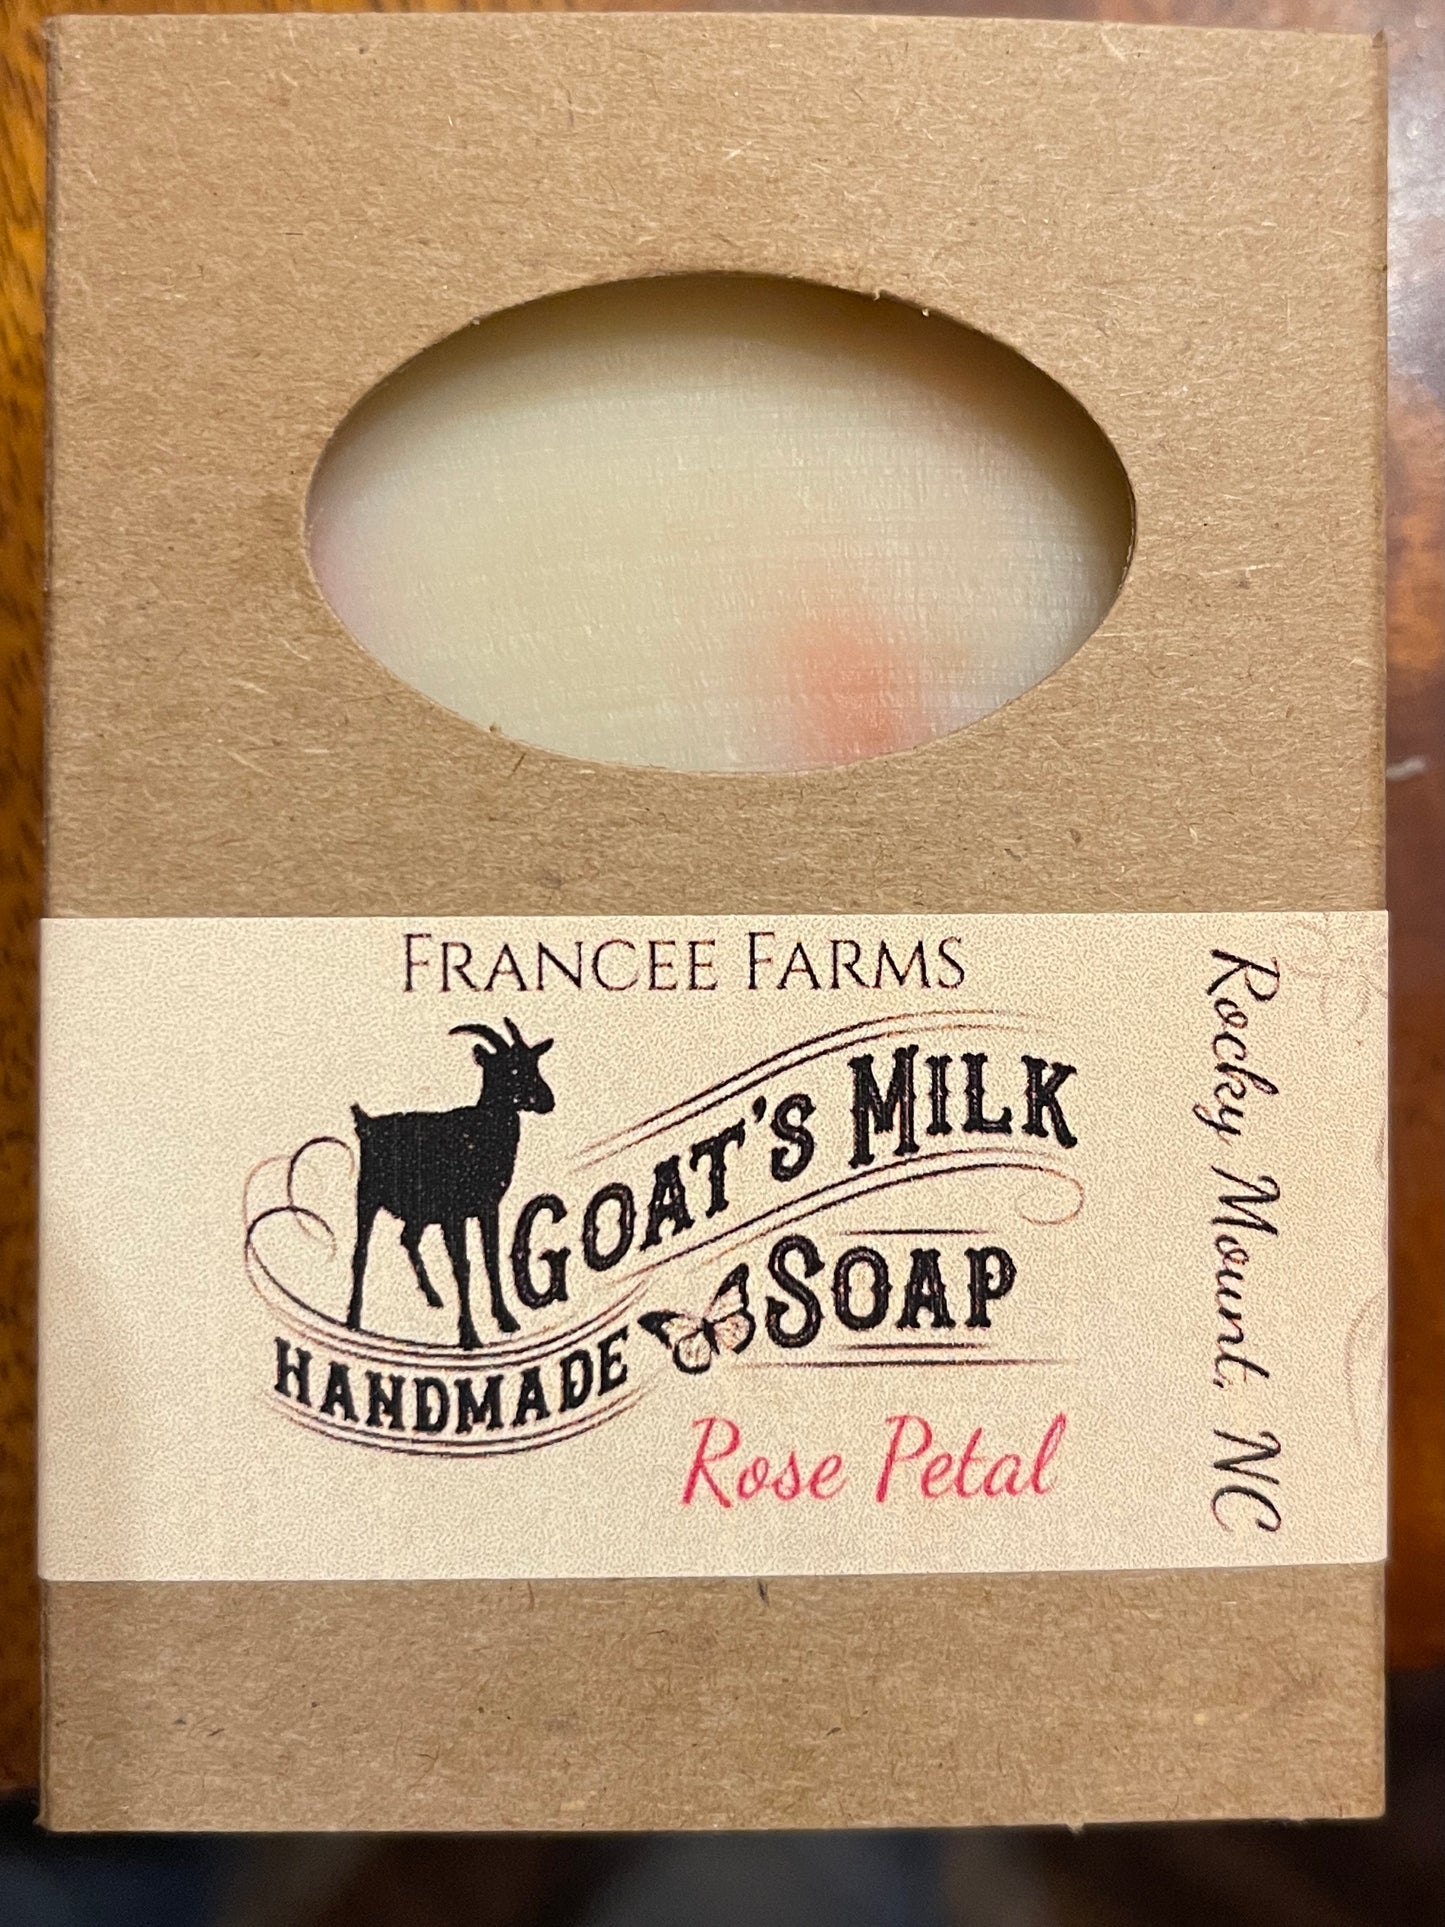 FRANCEE FARMS
GOAT'S MILK
HANDMADE SOAP
Rose Petal
Rocky Mount, NC